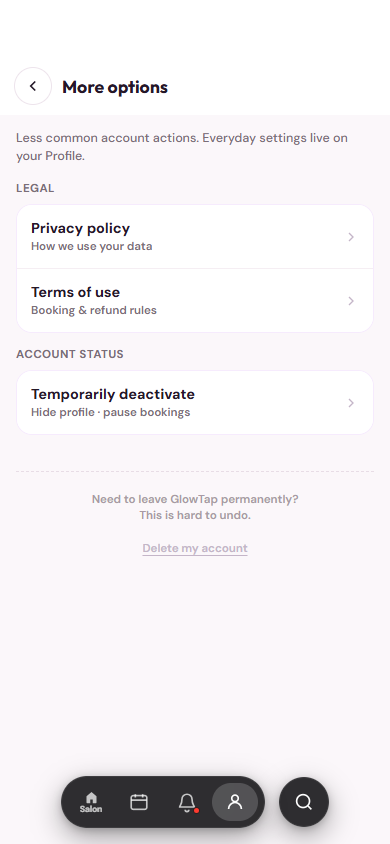 More options
Less common account actions. Everyday settings live on
your Profile.
LEGAL
Privacy policy
How we use your data
Terms of use
Booking & refund rules
ACCOUNT STATUS
Temporarily deactivate
Hide profile · pause bookings
Need to leave GlowTap permanently?
This is hard to undo.
Delete my account
Salon